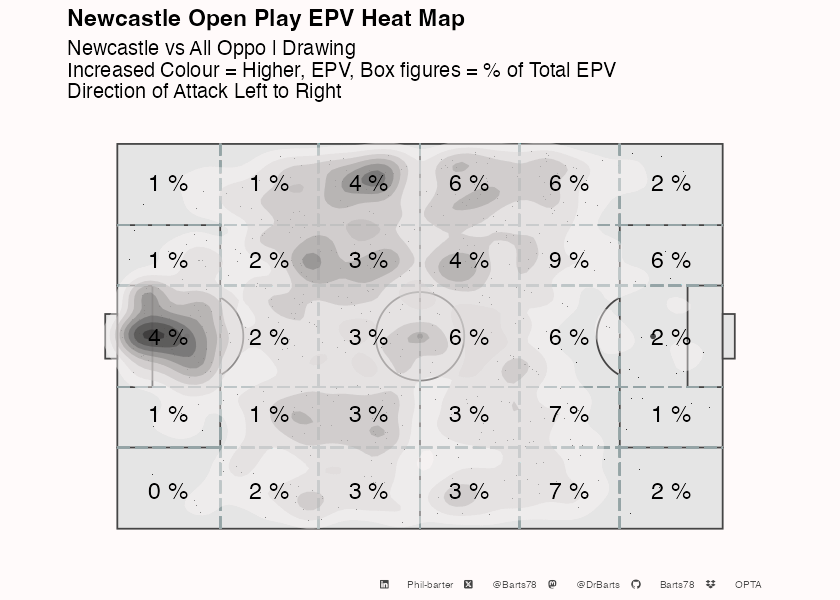 Newcastle Open Play EPV Heat Map
Newcastle vs All Oppo | Drawing
Increased Colour = Higher, EPV, Box figures = % of Total EPV
Direction of Attack Left to Right
1 % 1 % 4 % 6 % 6 % 2 %
1 % 2 % 3 % 4 % 9 % 6 %
4 % 2 % 3 % 6 % 6 % 2 %
1 % 1 % 3 % 3 % 7 % 1 %
0 % 2 % 3 % 3 % 7 % 2 %
Phil-barter @Barts78 @DrBarts Barts78 OPTA